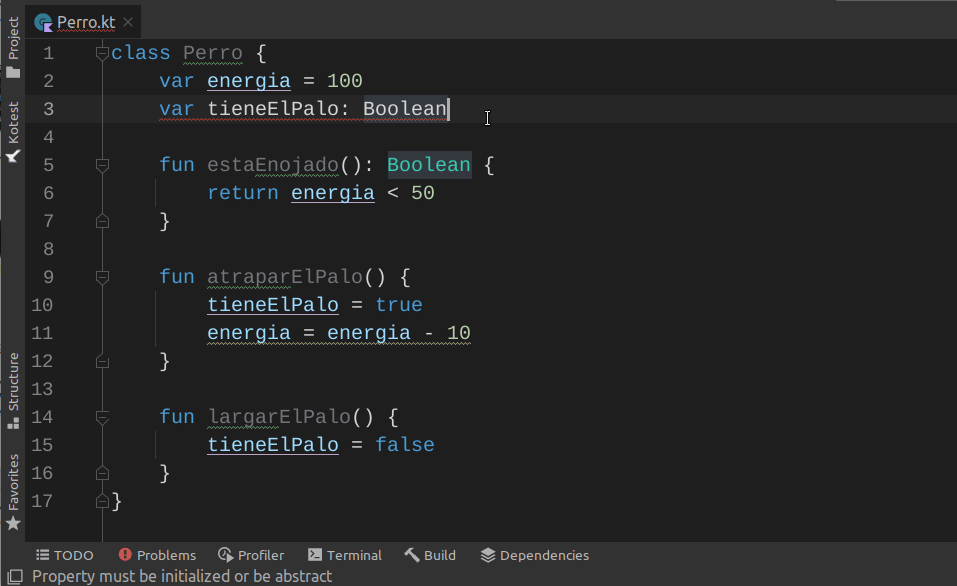 Perro.kt
Project
Kotest
Structure
Favorites
1 class Perro {
2 var energia = 100
3 var tieneElPalo: Boolean
4
5 fun estaEnojado(): Boolean {
6 return energia < 50
7 }
8
9 fun atraparElPalo() {
10 tieneElPalo = true
11 energia = energia - 10
12 }
13
14 fun largarElPalo() {
15 tieneElPalo = false
16 }
17 }
TODO Problems Profiler Terminal Build Dependencies
Property must be initialized or be abstract